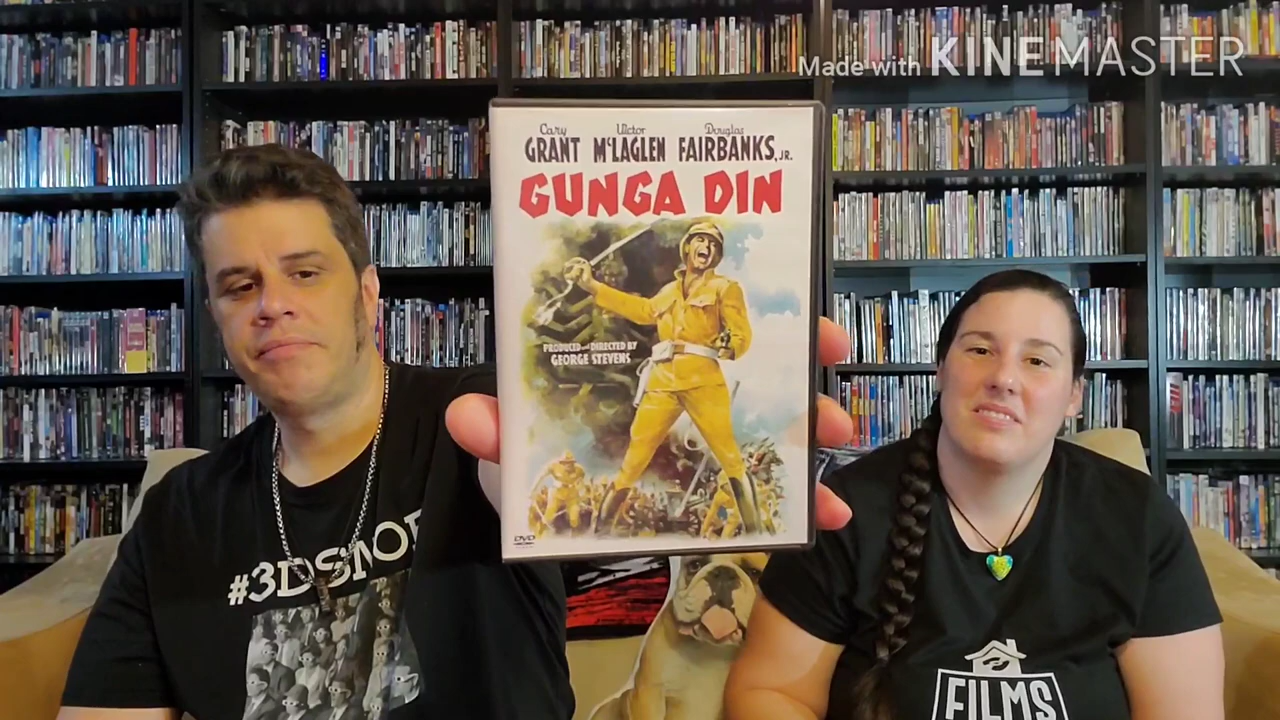 Made with KINEMASTER
Cary Victor Douglas
GRANT McLAGLEN FAIRBANKS, JR.
GUNGA DIN
PRODUCED AND DIRECTED BY
GEORGE STEVENS
DVD
FILMS